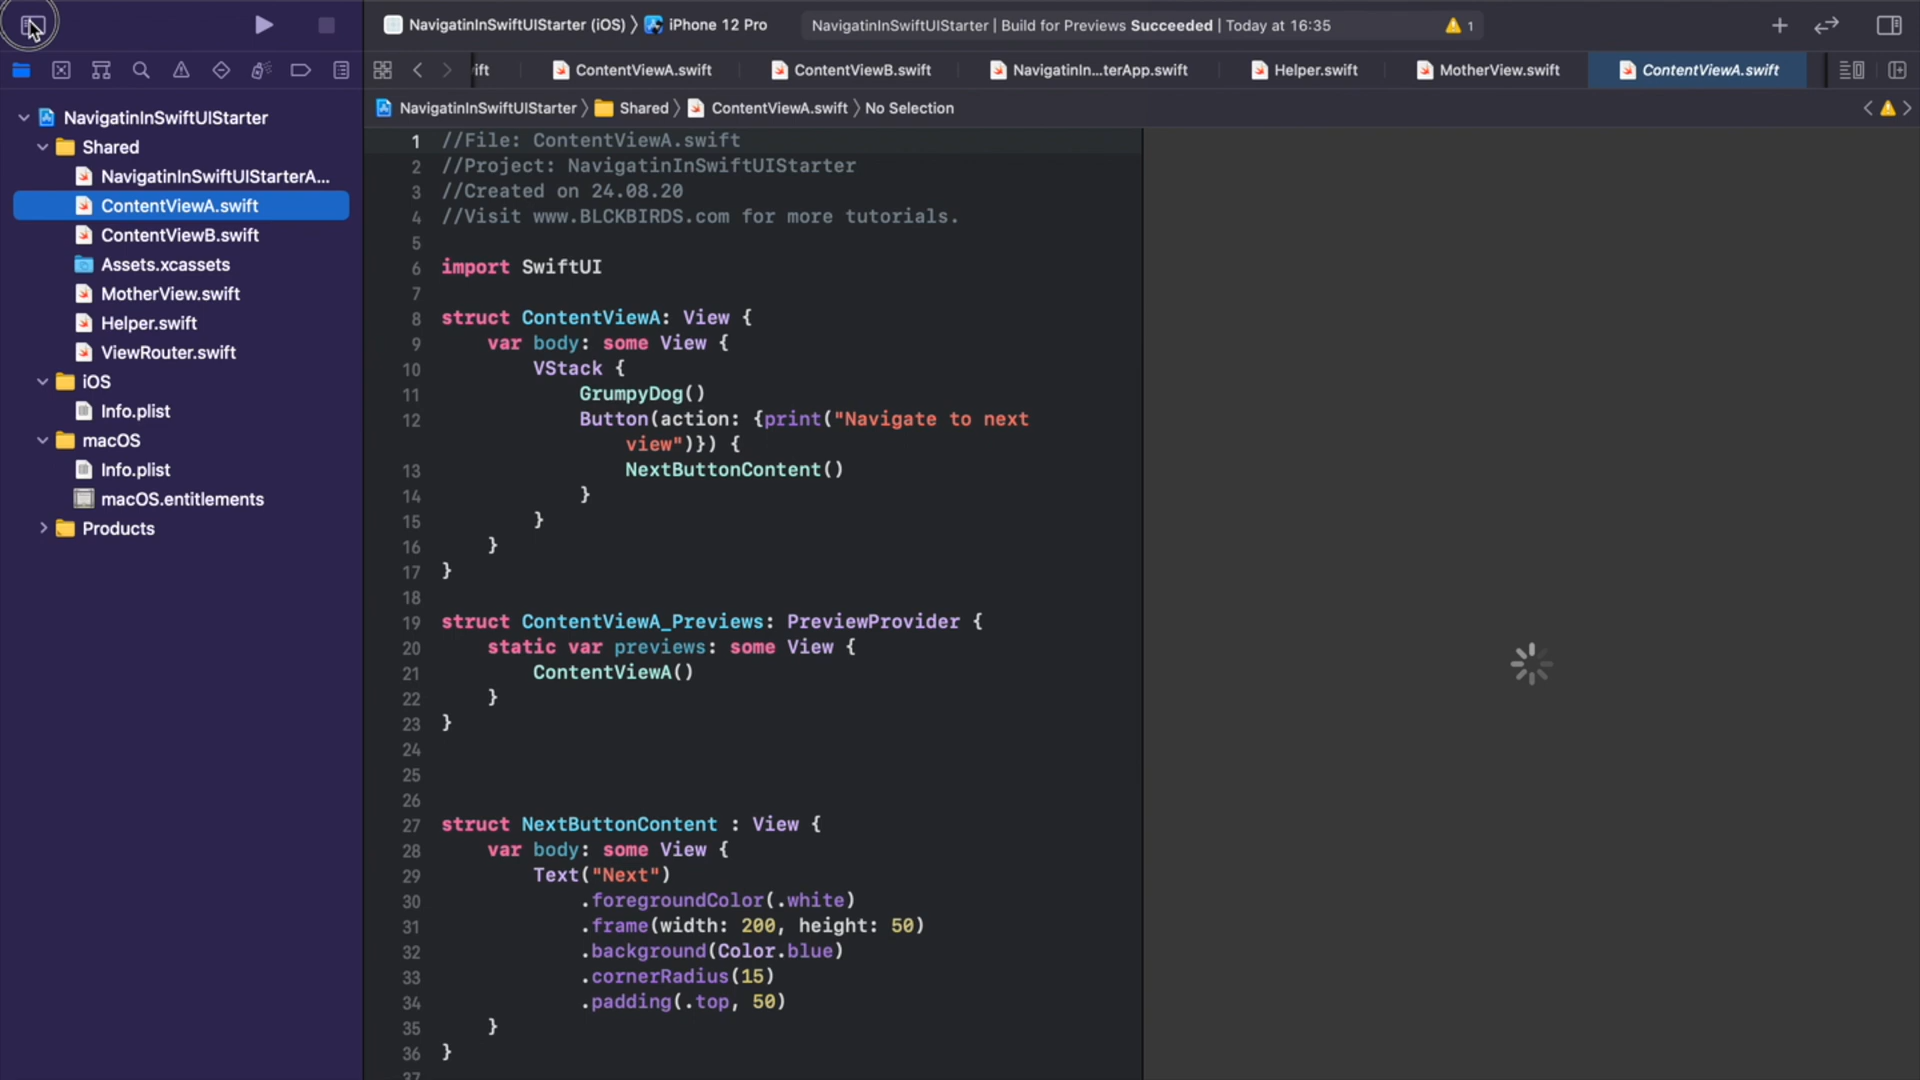 NavigatinInSwiftUIStarter (iOS) 〉 iPhone 12 Pro
NavigatinInSwiftUIStarter | Build for Previews Succeeded | Today at 16:35
1
ift
ContentViewA.swift
ContentViewB.swift
NavigatinIn...terApp.swift
Helper.swift
MotherView.swift
ContentViewA.swift
NavigatinInSwiftUIStarter 〉 Shared 〉 ContentViewA.swift 〉 No Selection
NavigatinInSwiftUIStarter
Shared
NavigatinInSwiftUIStarterA...
ContentViewA.swift
ContentViewB.swift
Assets.xcassets
MotherView.swift
Helper.swift
ViewRouter.swift
iOS
Info.plist
macOS
Info.plist
macOS.entitlements
Products
1 //File: ContentViewA.swift
2 //Project: NavigatinInSwiftUIStarter
3 //Created on 24.08.20
4 //Visit www.BLCKBIRDS.com for more tutorials.
5
6 import SwiftUI
7
8 struct ContentViewA: View {
9 var body: some View {
10 VStack {
11 GrumpyDog()
12 Button(action: {print("Navigate to next
view")}) {
13 NextButtonContent()
14 }
15 }
16 }
17 }
18
19 struct ContentViewA_Previews: PreviewProvider {
20 static var previews: some View {
21 ContentViewA()
22 }
23 }
24
25
26
27 struct NextButtonContent : View {
28 var body: some View {
29 Text("Next")
30 .foregroundColor(.white)
31 .frame(width: 200, height: 50)
32 .background(Color.blue)
33 .cornerRadius(15)
34 .padding(.top, 50)
35 }
36 }
37